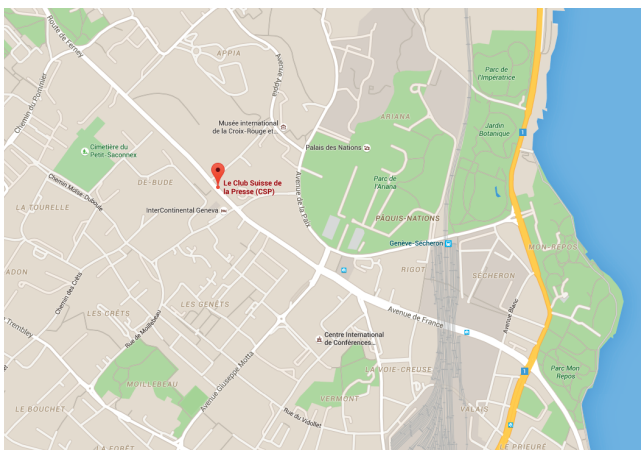 Route de Ferney
APPIA
Avenue Appia
Parc de
l'Impératrice
Chemin du Pommier
Musée international
de la Croix-Rouge et...
ARIANA
Jardin
Botanique
1
Cimetière du
Petit-Saconnex
Palais des Nations
DE-BUDE
Le Club Suisse de
la Presse (CSP)
Chemin Moïse-Duboule
Avenue de la Paix
Parc de
l'Ariana
LA TOURELLE
InterContinental Geneva
PÂQUIS-NATIONS
Genève-Sécheron
MON-REPOS
ADON
Chemin des Crêts
RIGOT
SÉCHERON
LES GENÊTS
LES CRÊTS
Avenue de France
Avenue Blanc
Trembley
Rue de Moillebeau
Centre International
de Conférences...
MOILLEBEAU
Avenue Giuseppe Motta
LA VOIE-CREUSE
Parc Mon
Repos
1
LE BOUCHET
VERMONT
VALAIS
Rue du Vidollet
LA FORÊT
LE PRIEURÉ